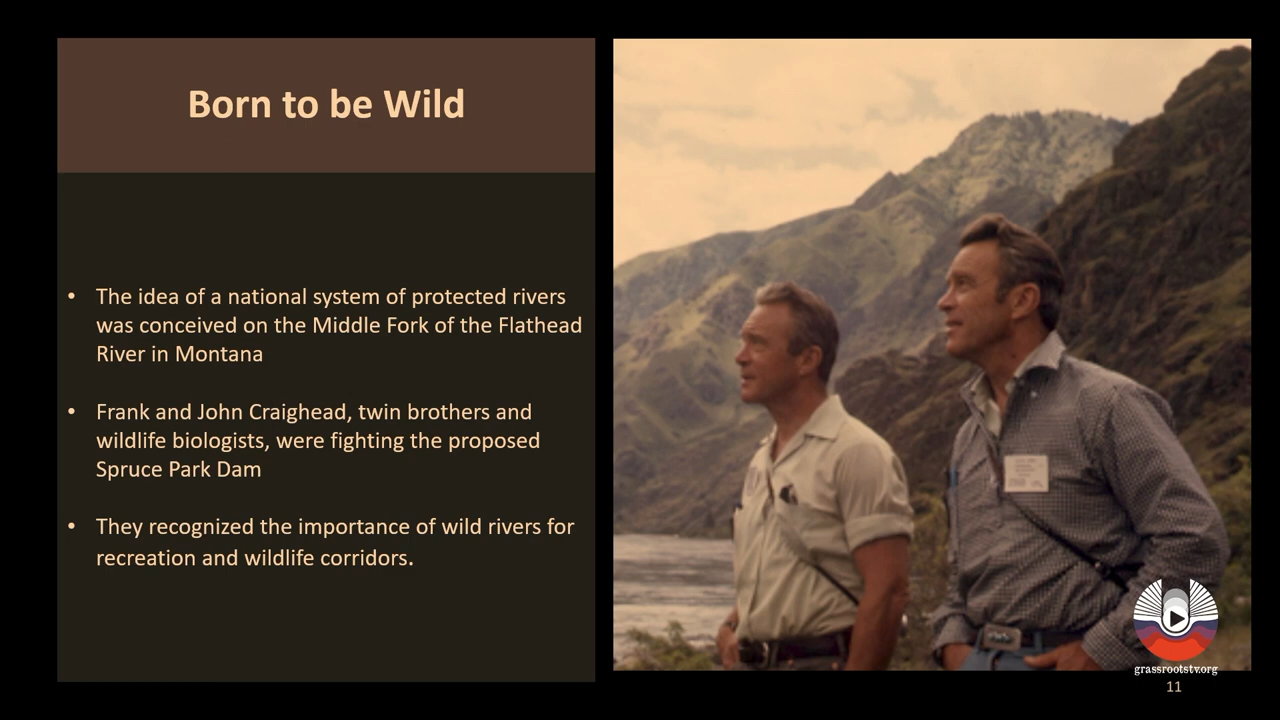 Born to be Wild
• The idea of a national system of protected rivers
was conceived on the Middle Fork of the Flathead
River in Montana
• Frank and John Craighead, twin brothers and
wildlife biologists, were fighting the proposed
Spruce Park Dam
• They recognized the importance of wild rivers for
recreation and wildlife corridors.
grassrootstv.org
11